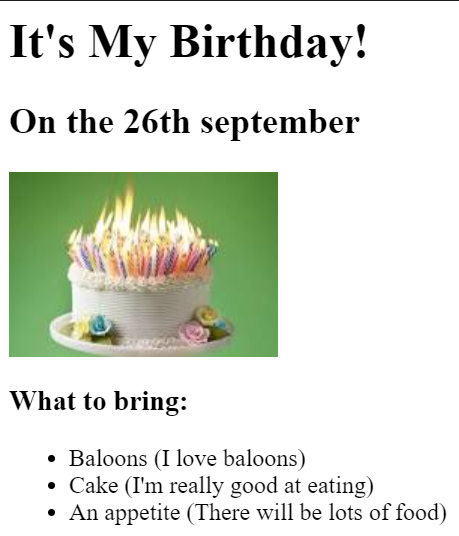 It's My Birthday!
On the 26th september
What to bring:
Baloons (I love baloons)
Cake (I'm really good at eating)
An appetite (There will be lots of food)